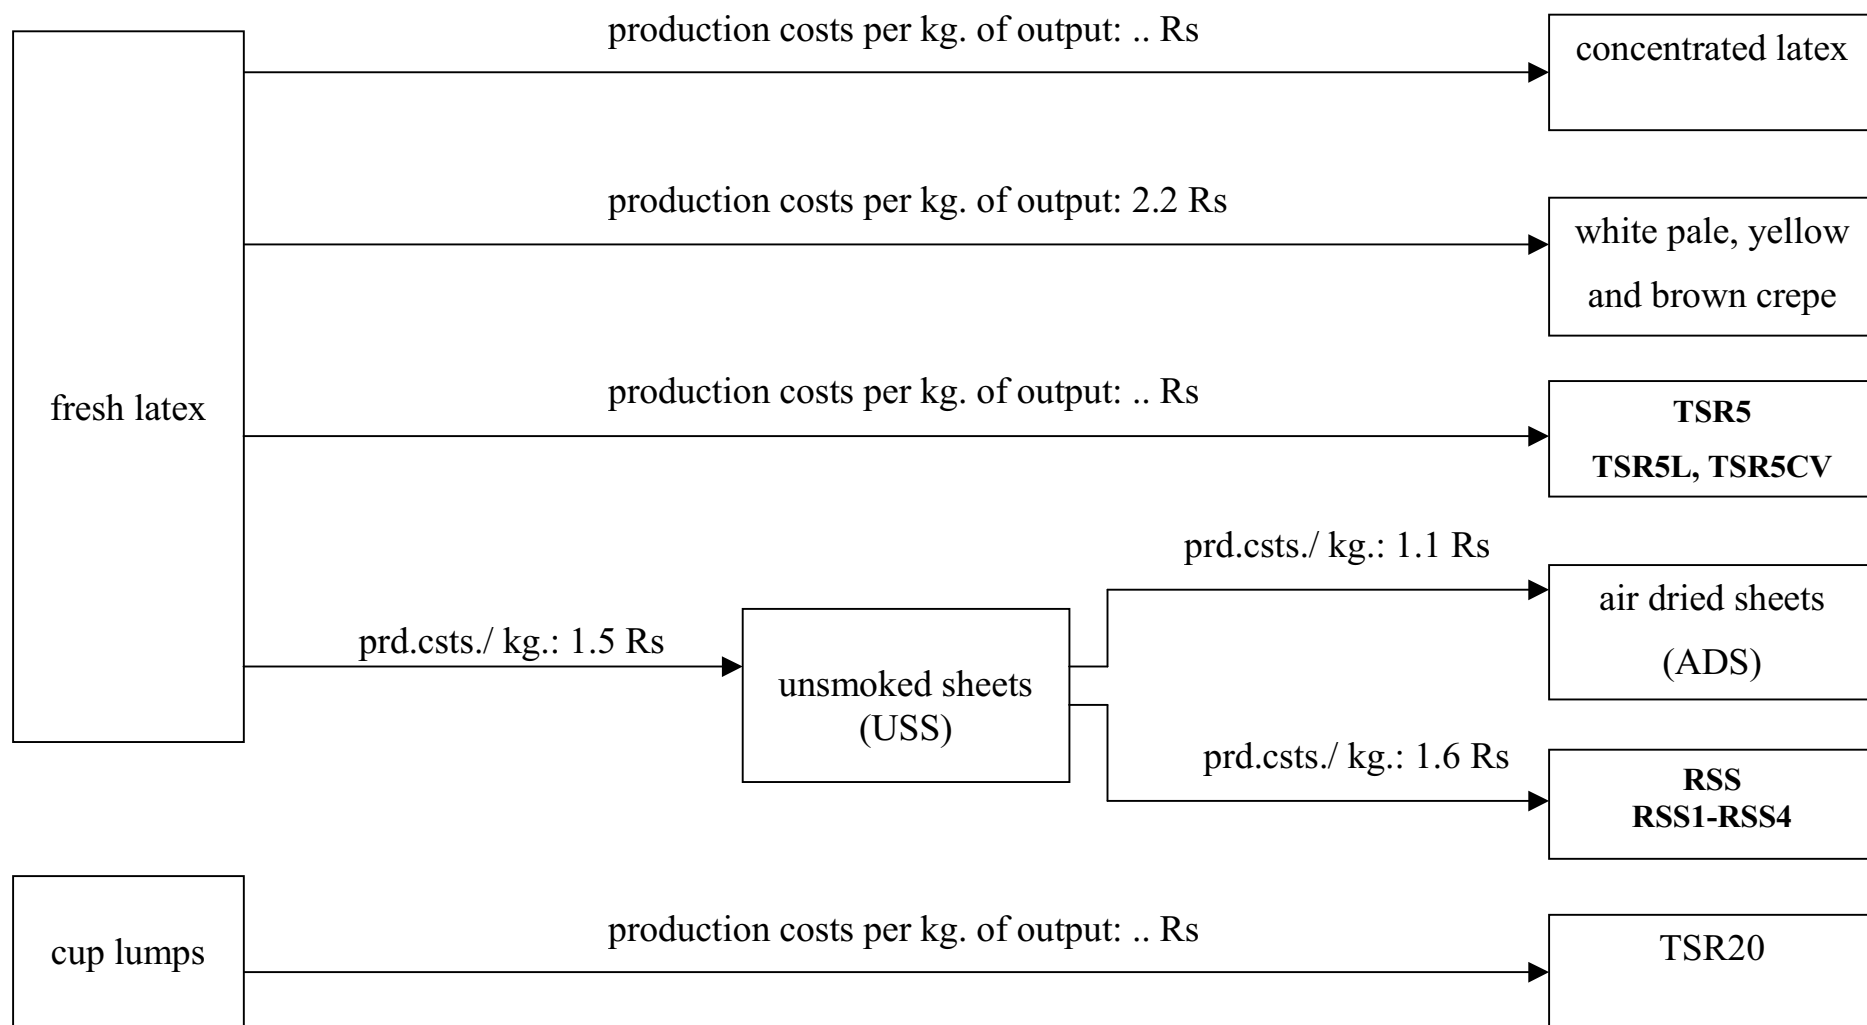 production costs per kg. of output: .. Rs
concentrated latex
production costs per kg. of output: 2.2 Rs
white pale, yellow
and brown crepe
production costs per kg. of output: .. Rs
fresh latex
TSR5
TSR5L, TSR5CV
prd.csts./ kg.: 1.1 Rs
air dried sheets
(ADS)
prd.csts./ kg.: 1.5 Rs
unsmoked sheets
(USS)
prd.csts./ kg.: 1.6 Rs
RSS
RSS1-RSS4
production costs per kg. of output: .. Rs
cup lumps
TSR20